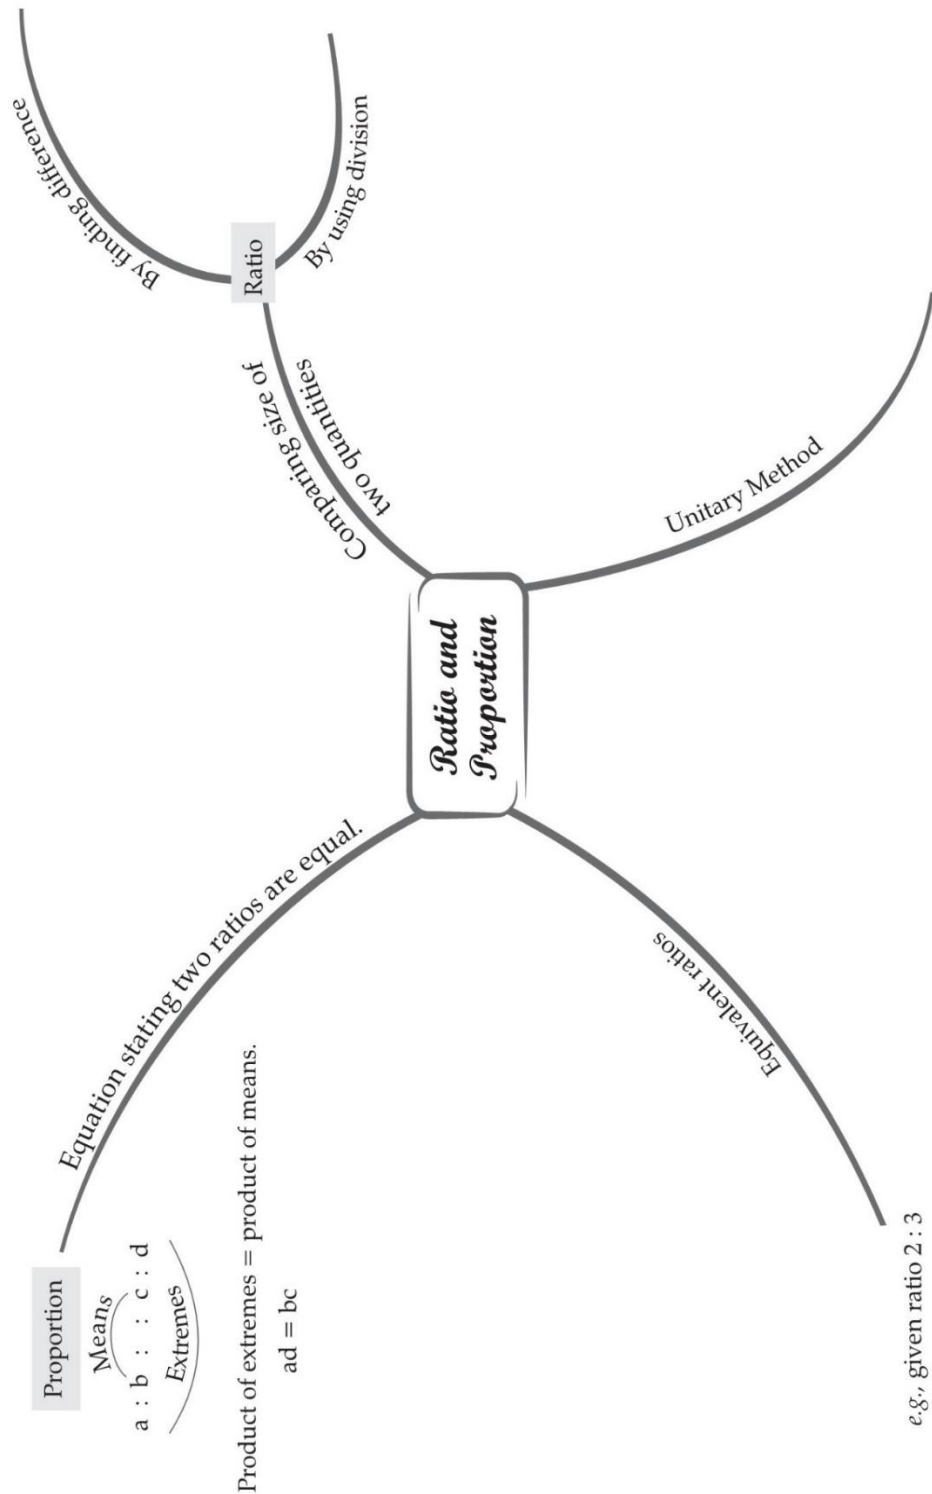 Proportion
Means
a : b : : c : d
Extremes
Product of extremes = product of means.
ad = bc
Equation stating two ratios are equal.
Ratio and
Proportion
Comparing size of
two quantities
Ratio
By finding difference
By using division
Unitary Method
Equivalent ratios
e.g., given ratio 2 : 3